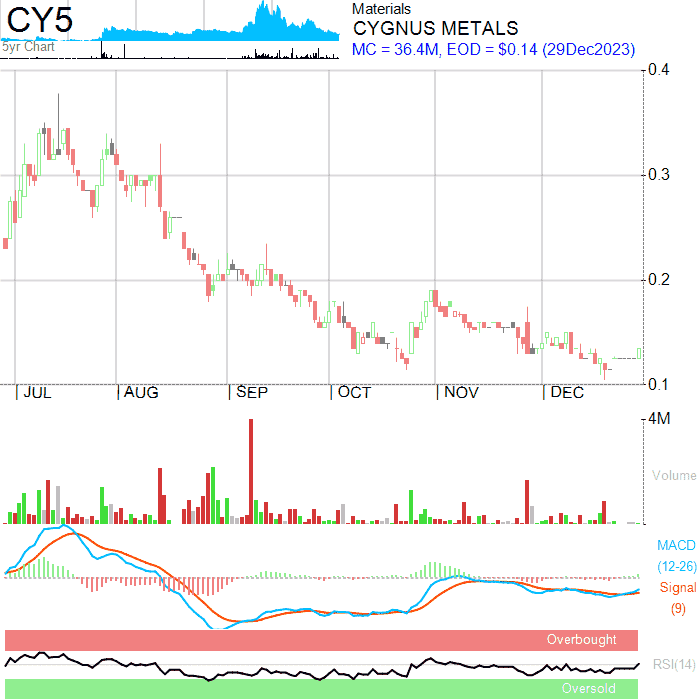 CY5
5yr Chart
Materials
CYGNUS METALS
MC = 36.4M, EOD = $0.14 (29Dec2023)
0.4
0.3
0.2
0.1
JUL AUG SEP OCT NOV DEC
4M
Volume
MACD
(12-26)
Signal
(9)
Overbought
RSI(14)
Oversold